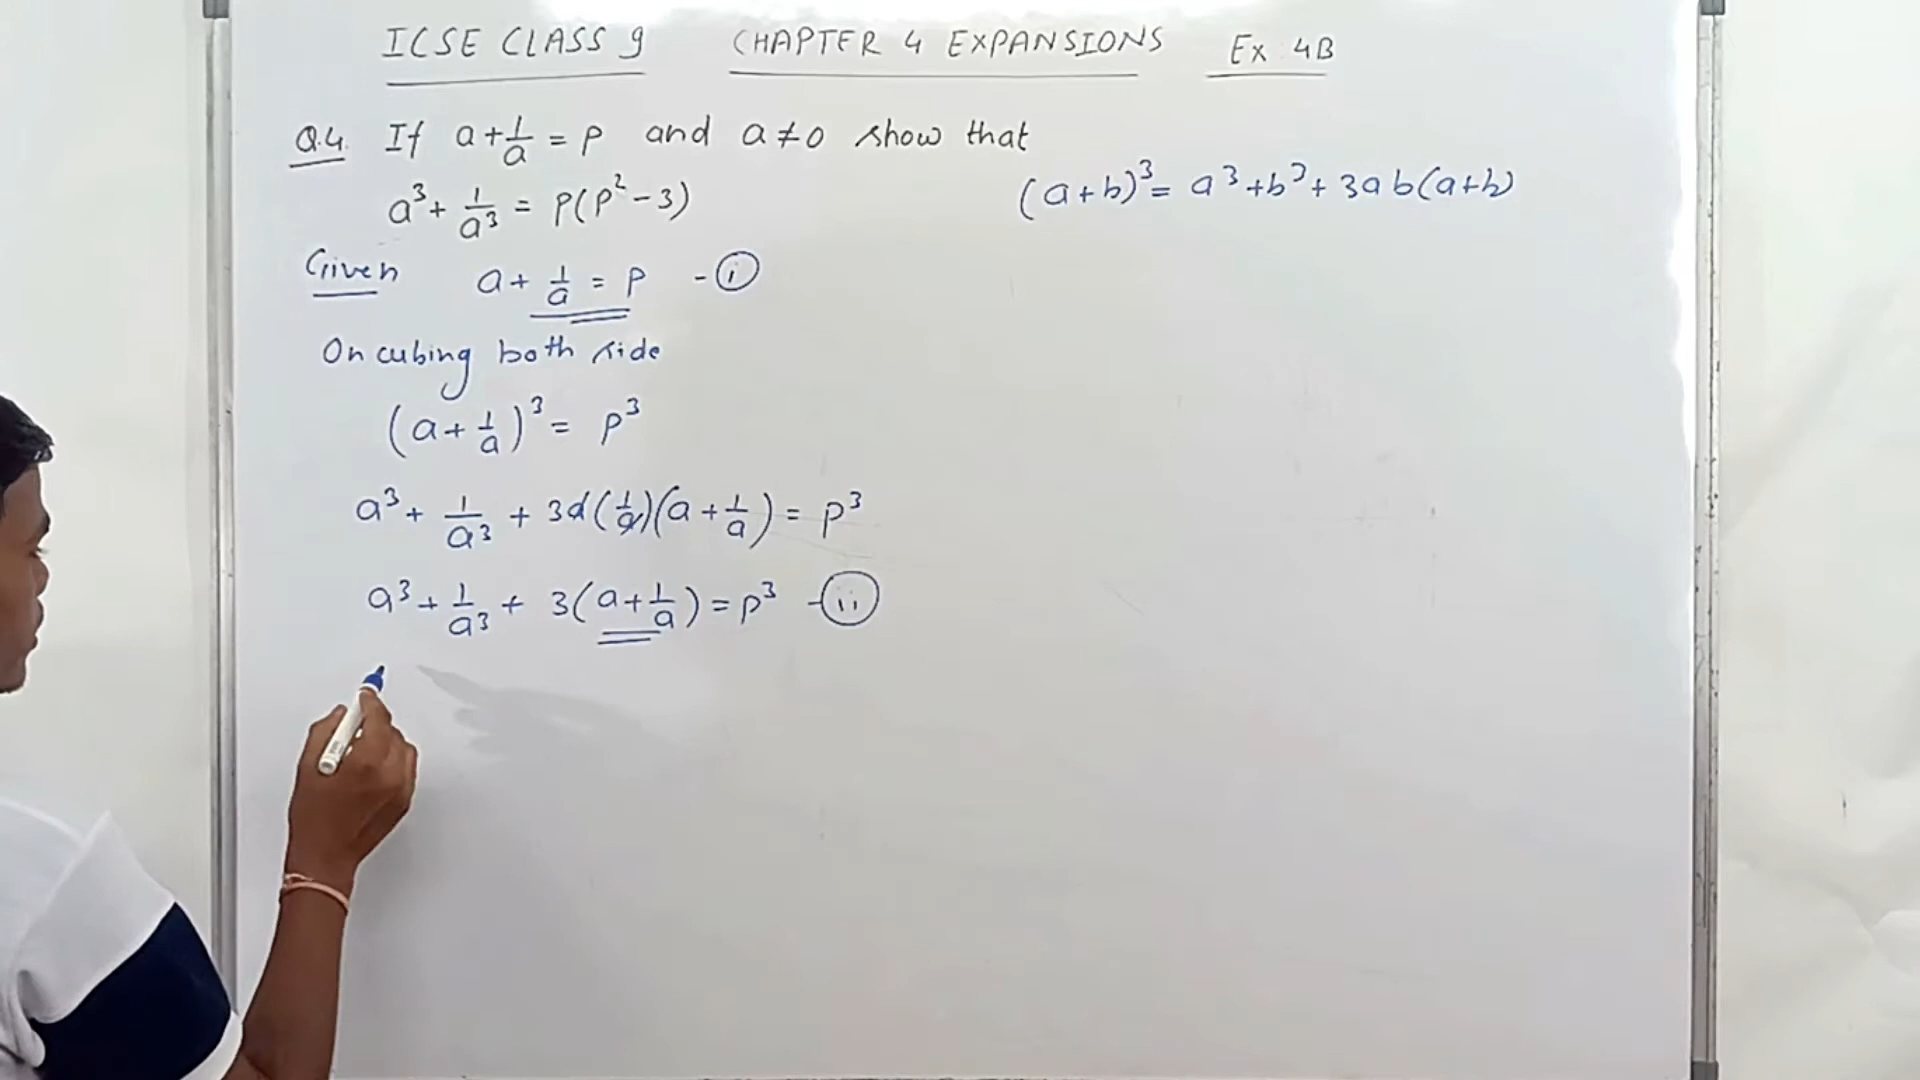 ICSE CLASS 9 CHAPTER 4 EXPANSIONS Ex 4B
Q.4. If a + 1/a = P and a ≠ 0 show that
a³ + 1/a³ = P(P² - 3)
(a+b)³ = a³ + b³ + 3ab(a+b)
Given a + 1/a = P - (i)
On cubing both side
(a + 1/a)³ = P³
a³ + 1/a³ + 3a(1/a)(a + 1/a) = P³
a³ + 1/a³ + 3(a + 1/a) = P³ - (ii)